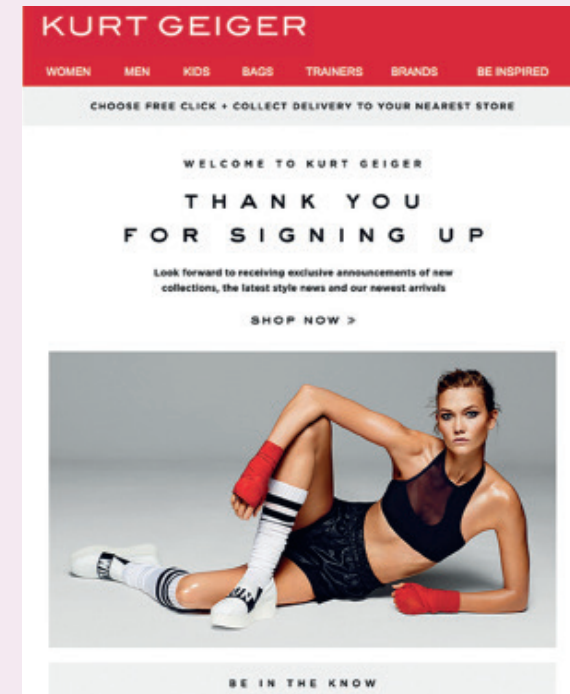 KURT GEIGER
WOMEN MEN KIDS BAGS TRAINERS BRANDS BE INSPIRED
CHOOSE FREE CLICK + COLLECT DELIVERY TO YOUR NEAREST STORE
WELCOME TO KURT GEIGER
THANK YOU
FOR SIGNING UP
Look forward to receiving exclusive announcements of new
collections, the latest style news and our newest arrivals
SHOP NOW >
BE IN THE KNOW